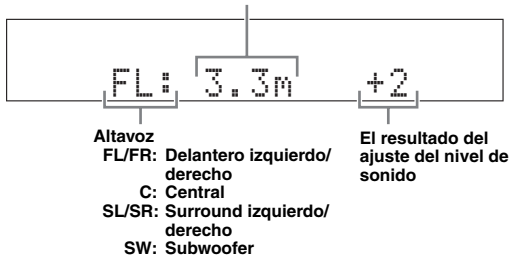 FL: 3.3m +2
Altavoz
FL/FR: Delantero izquierdo/
derecho
C: Central
SL/SR: Surround izquierdo/
derecho
SW: Subwoofer
El resultado del
ajuste del nivel de
sonido